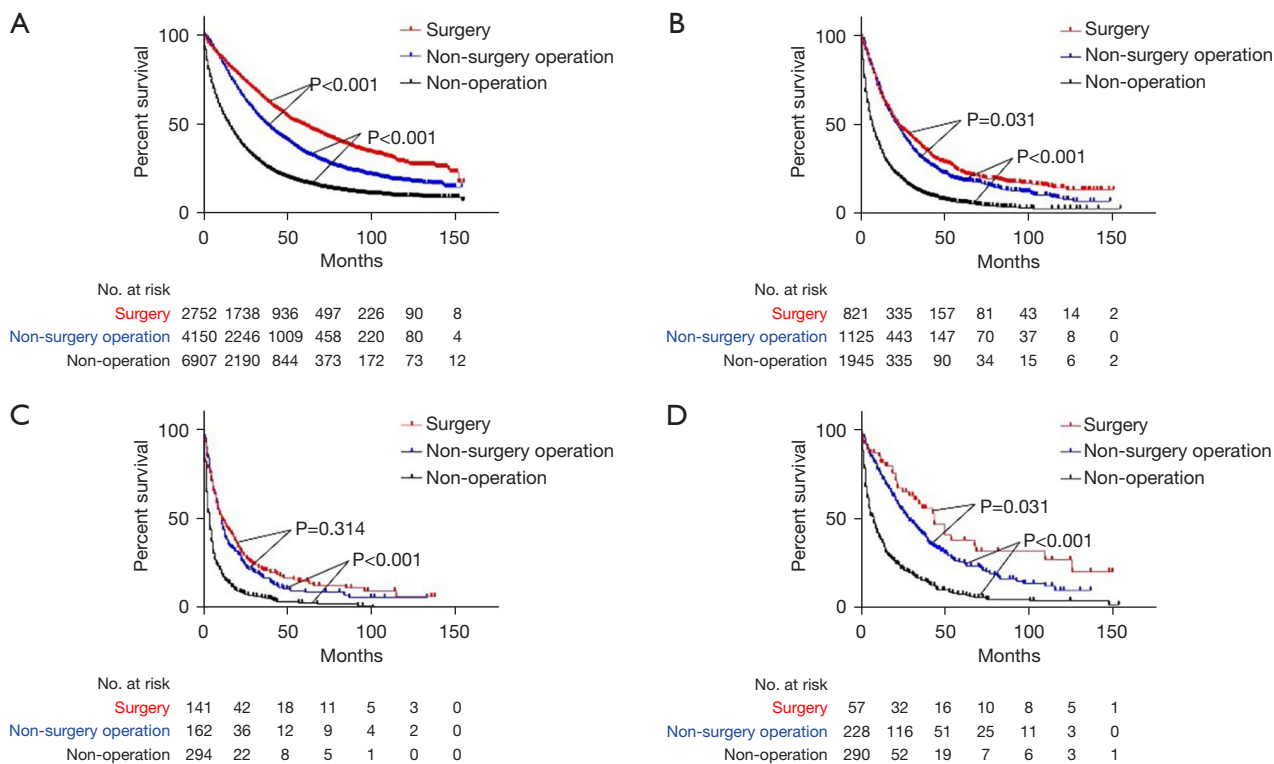 A
Percent survival
100
50
0
0 50 100 150
Months
Surgery
Non-surgery operation
Non-operation
P<0.001
P<0.001
No. at risk
Surgery 2752 1738 936 497 226 90 8
Non-surgery operation 4150 2246 1009 458 220 80 4
Non-operation 6907 2190 844 373 172 73 12
B
Percent survival
100
50
0
0 50 100 150
Months
Surgery
Non-surgery operation
Non-operation
P=0.031
P<0.001
No. at risk
Surgery 821 335 157 81 43 14 2
Non-surgery operation 1125 443 147 70 37 8 0
Non-operation 1945 335 90 34 15 6 2
C
Percent survival
100
50
0
0 50 100 150
Months
Surgery
Non-surgery operation
Non-operation
P=0.314
P<0.001
No. at risk
Surgery 141 42 18 11 5 3 0
Non-surgery operation 162 36 12 9 4 2 0
Non-operation 294 22 8 5 1 0 0
D
Percent survival
100
50
0
0 50 100 150
Months
Surgery
Non-surgery operation
Non-operation
P=0.031
P<0.001
No. at risk
Surgery 57 32 16 10 8 5 1
Non-surgery operation 228 116 51 25 11 3 0
Non-operation 290 52 19 7 6 3 1